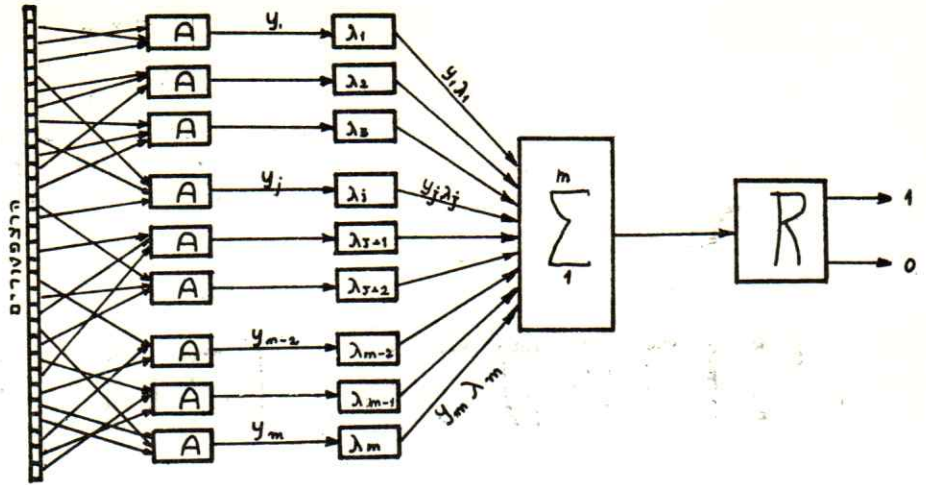 A y₁ λ₁
y₁λ₁
A λ₂
A λ₃
A yⱼ λⱼ yⱼλⱼ
A λⱼ₊₁
A λⱼ₊₂
A yₘ₋₂ λₘ₋₂
A λₘ₋₁
A yₘ λₘ
yₘλₘ
m
Σ
1
R
1
0